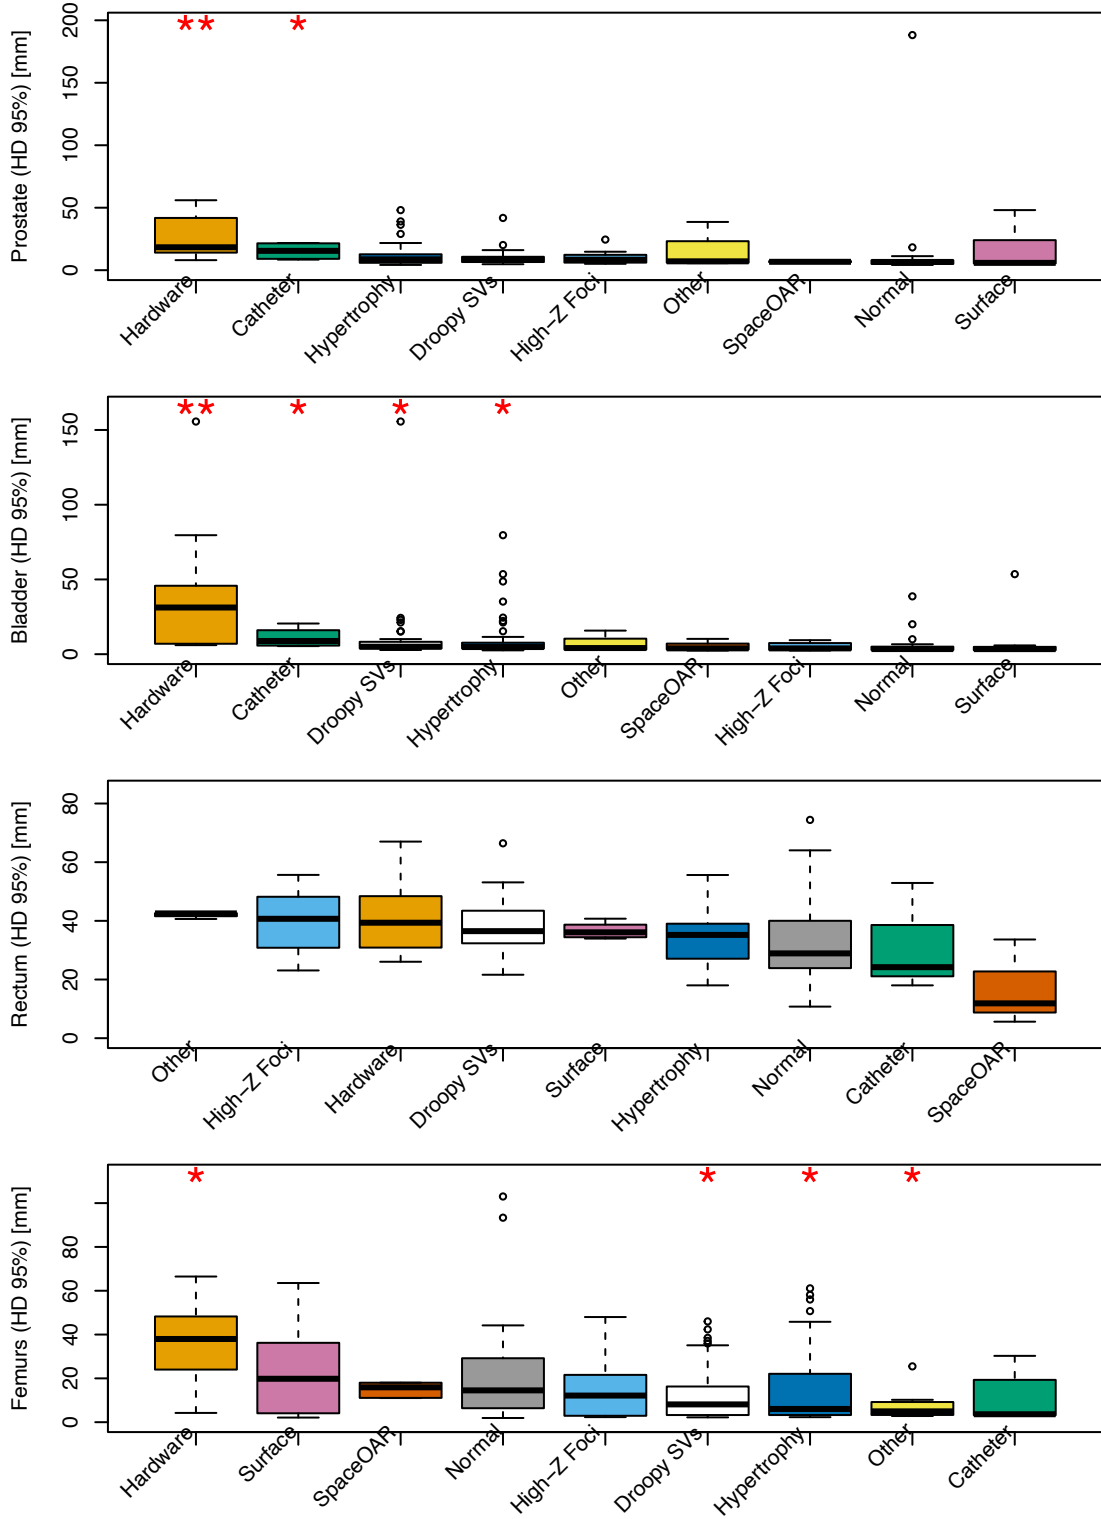 Prostate (HD 95%) [mm]
200
150
100
50
0
** *
Hardware
Catheter
Hypertrophy
Droopy SVs
High−Z Foci
Other
SpaceOAR
Normal
Surface
Bladder (HD 95%) [mm]
150
100
50
0
** * * *
Hardware
Catheter
Droopy SVs
Hypertrophy
Other
SpaceOAR
High−Z Foci
Normal
Surface
Rectum (HD 95%) [mm]
80
60
40
20
0
Other
High−Z Foci
Hardware
Droopy SVs
Surface
Hypertrophy
Normal
Catheter
SpaceOAR
Femurs (HD 95%) [mm]
80
60
40
20
0
* * * *
Hardware
Surface
SpaceOAR
Normal
High−Z Foci
Droopy SVs
Hypertrophy
Other
Catheter